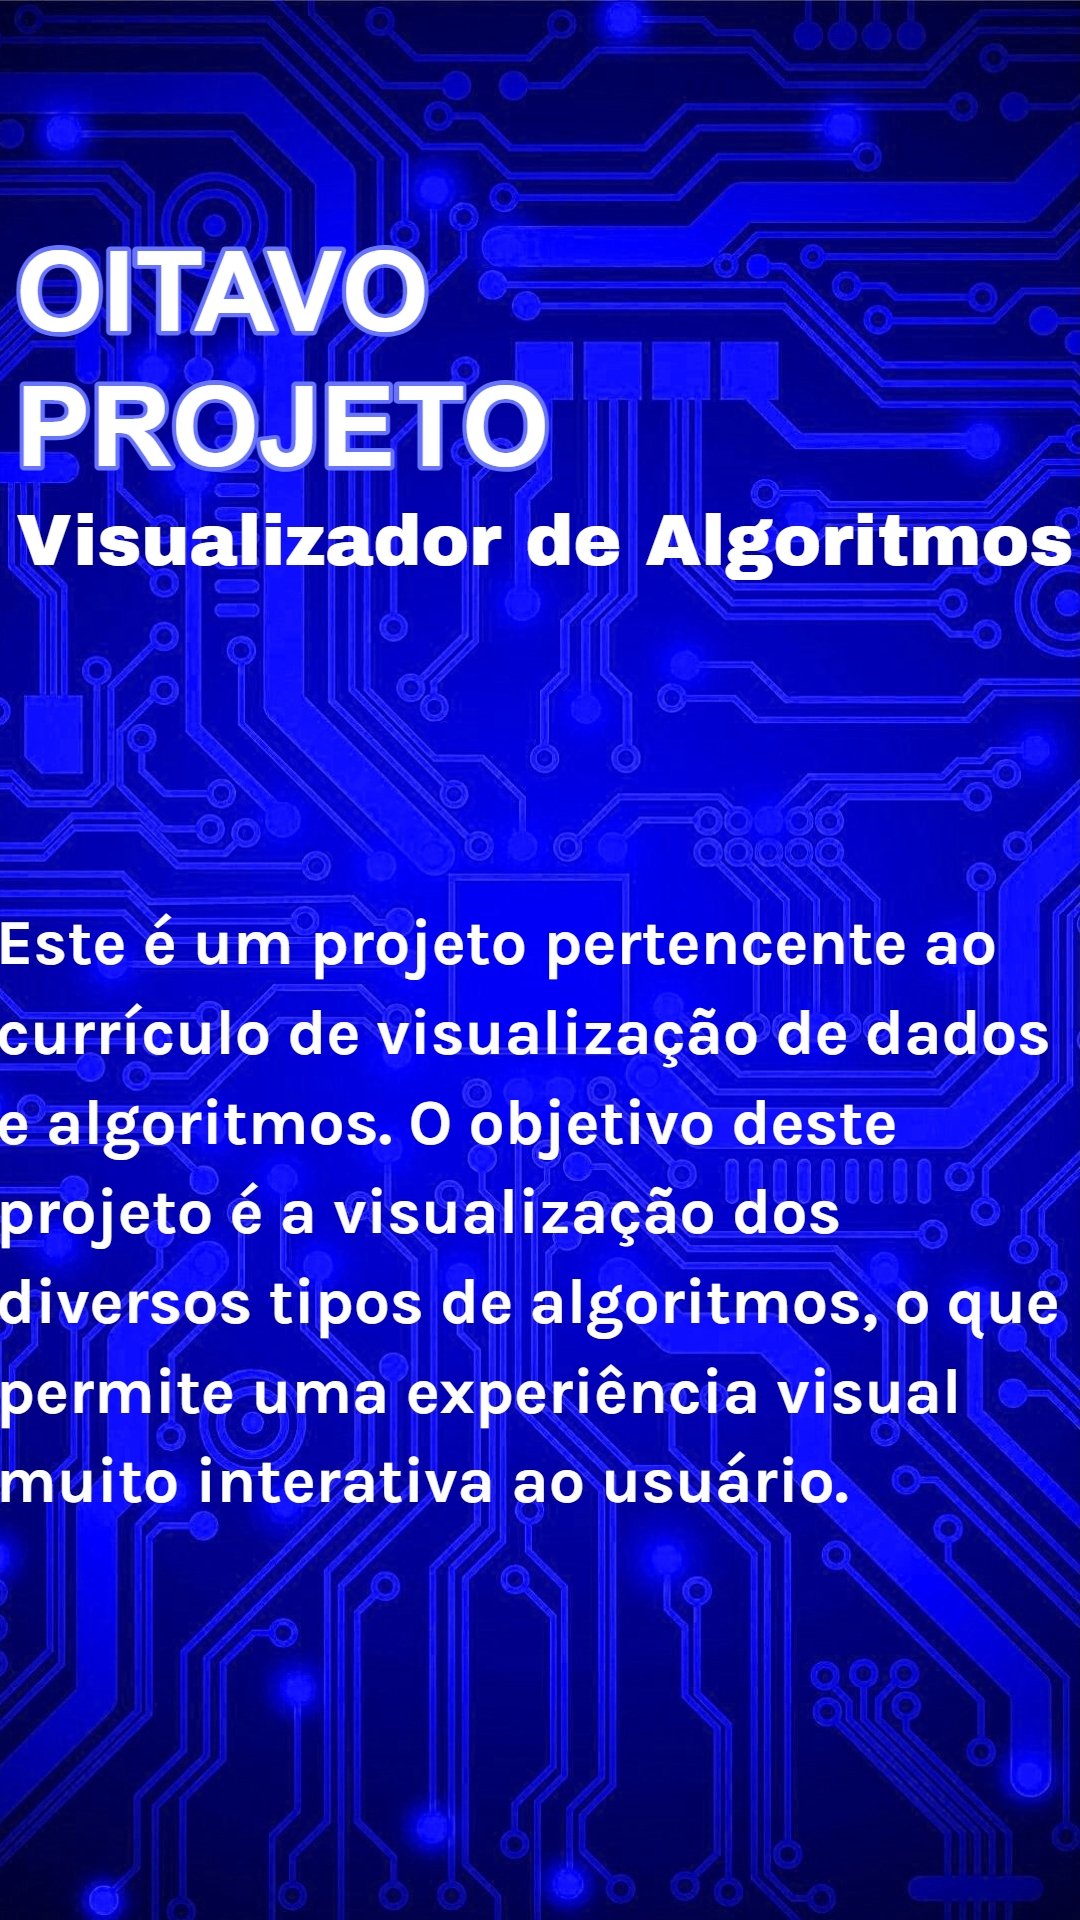 OITAVO
PROJETO
Visualizador de Algoritmos
Este é um projeto pertencente ao
currículo de visualização de dados
e algoritmos. O objetivo deste
projeto é a visualização dos
diversos tipos de algoritmos, o que
permite uma experiência visual
muito interativa ao usuário.